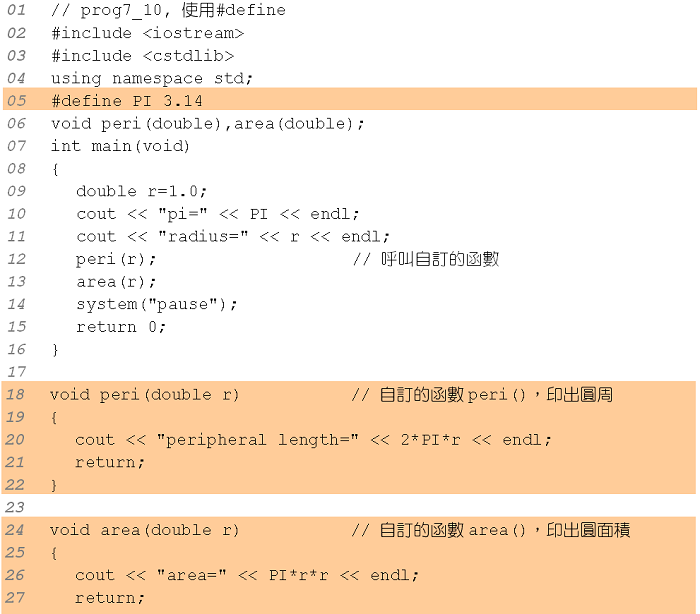 01 // prog7_10, 使用#define
02 #include <iostream>
03 #include <cstdlib>
04 using namespace std;
05 #define PI 3.14
06 void peri(double),area(double);
07 int main(void)
08 {
09 double r=1.0;
10 cout << "pi=" << PI << endl;
11 cout << "radius=" << r << endl;
12 peri(r); // 呼叫自訂的函數
13 area(r);
14 system("pause");
15 return 0;
16 }
17
18 void peri(double r) // 自訂的函數peri(),印出圓周
19 {
20 cout << "peripheral length=" << 2*PI*r << endl;
21 return;
22 }
23
24 void area(double r) // 自訂的函數area(),印出圓面積
25 {
26 cout << "area=" << PI*r*r << endl;
27 return;